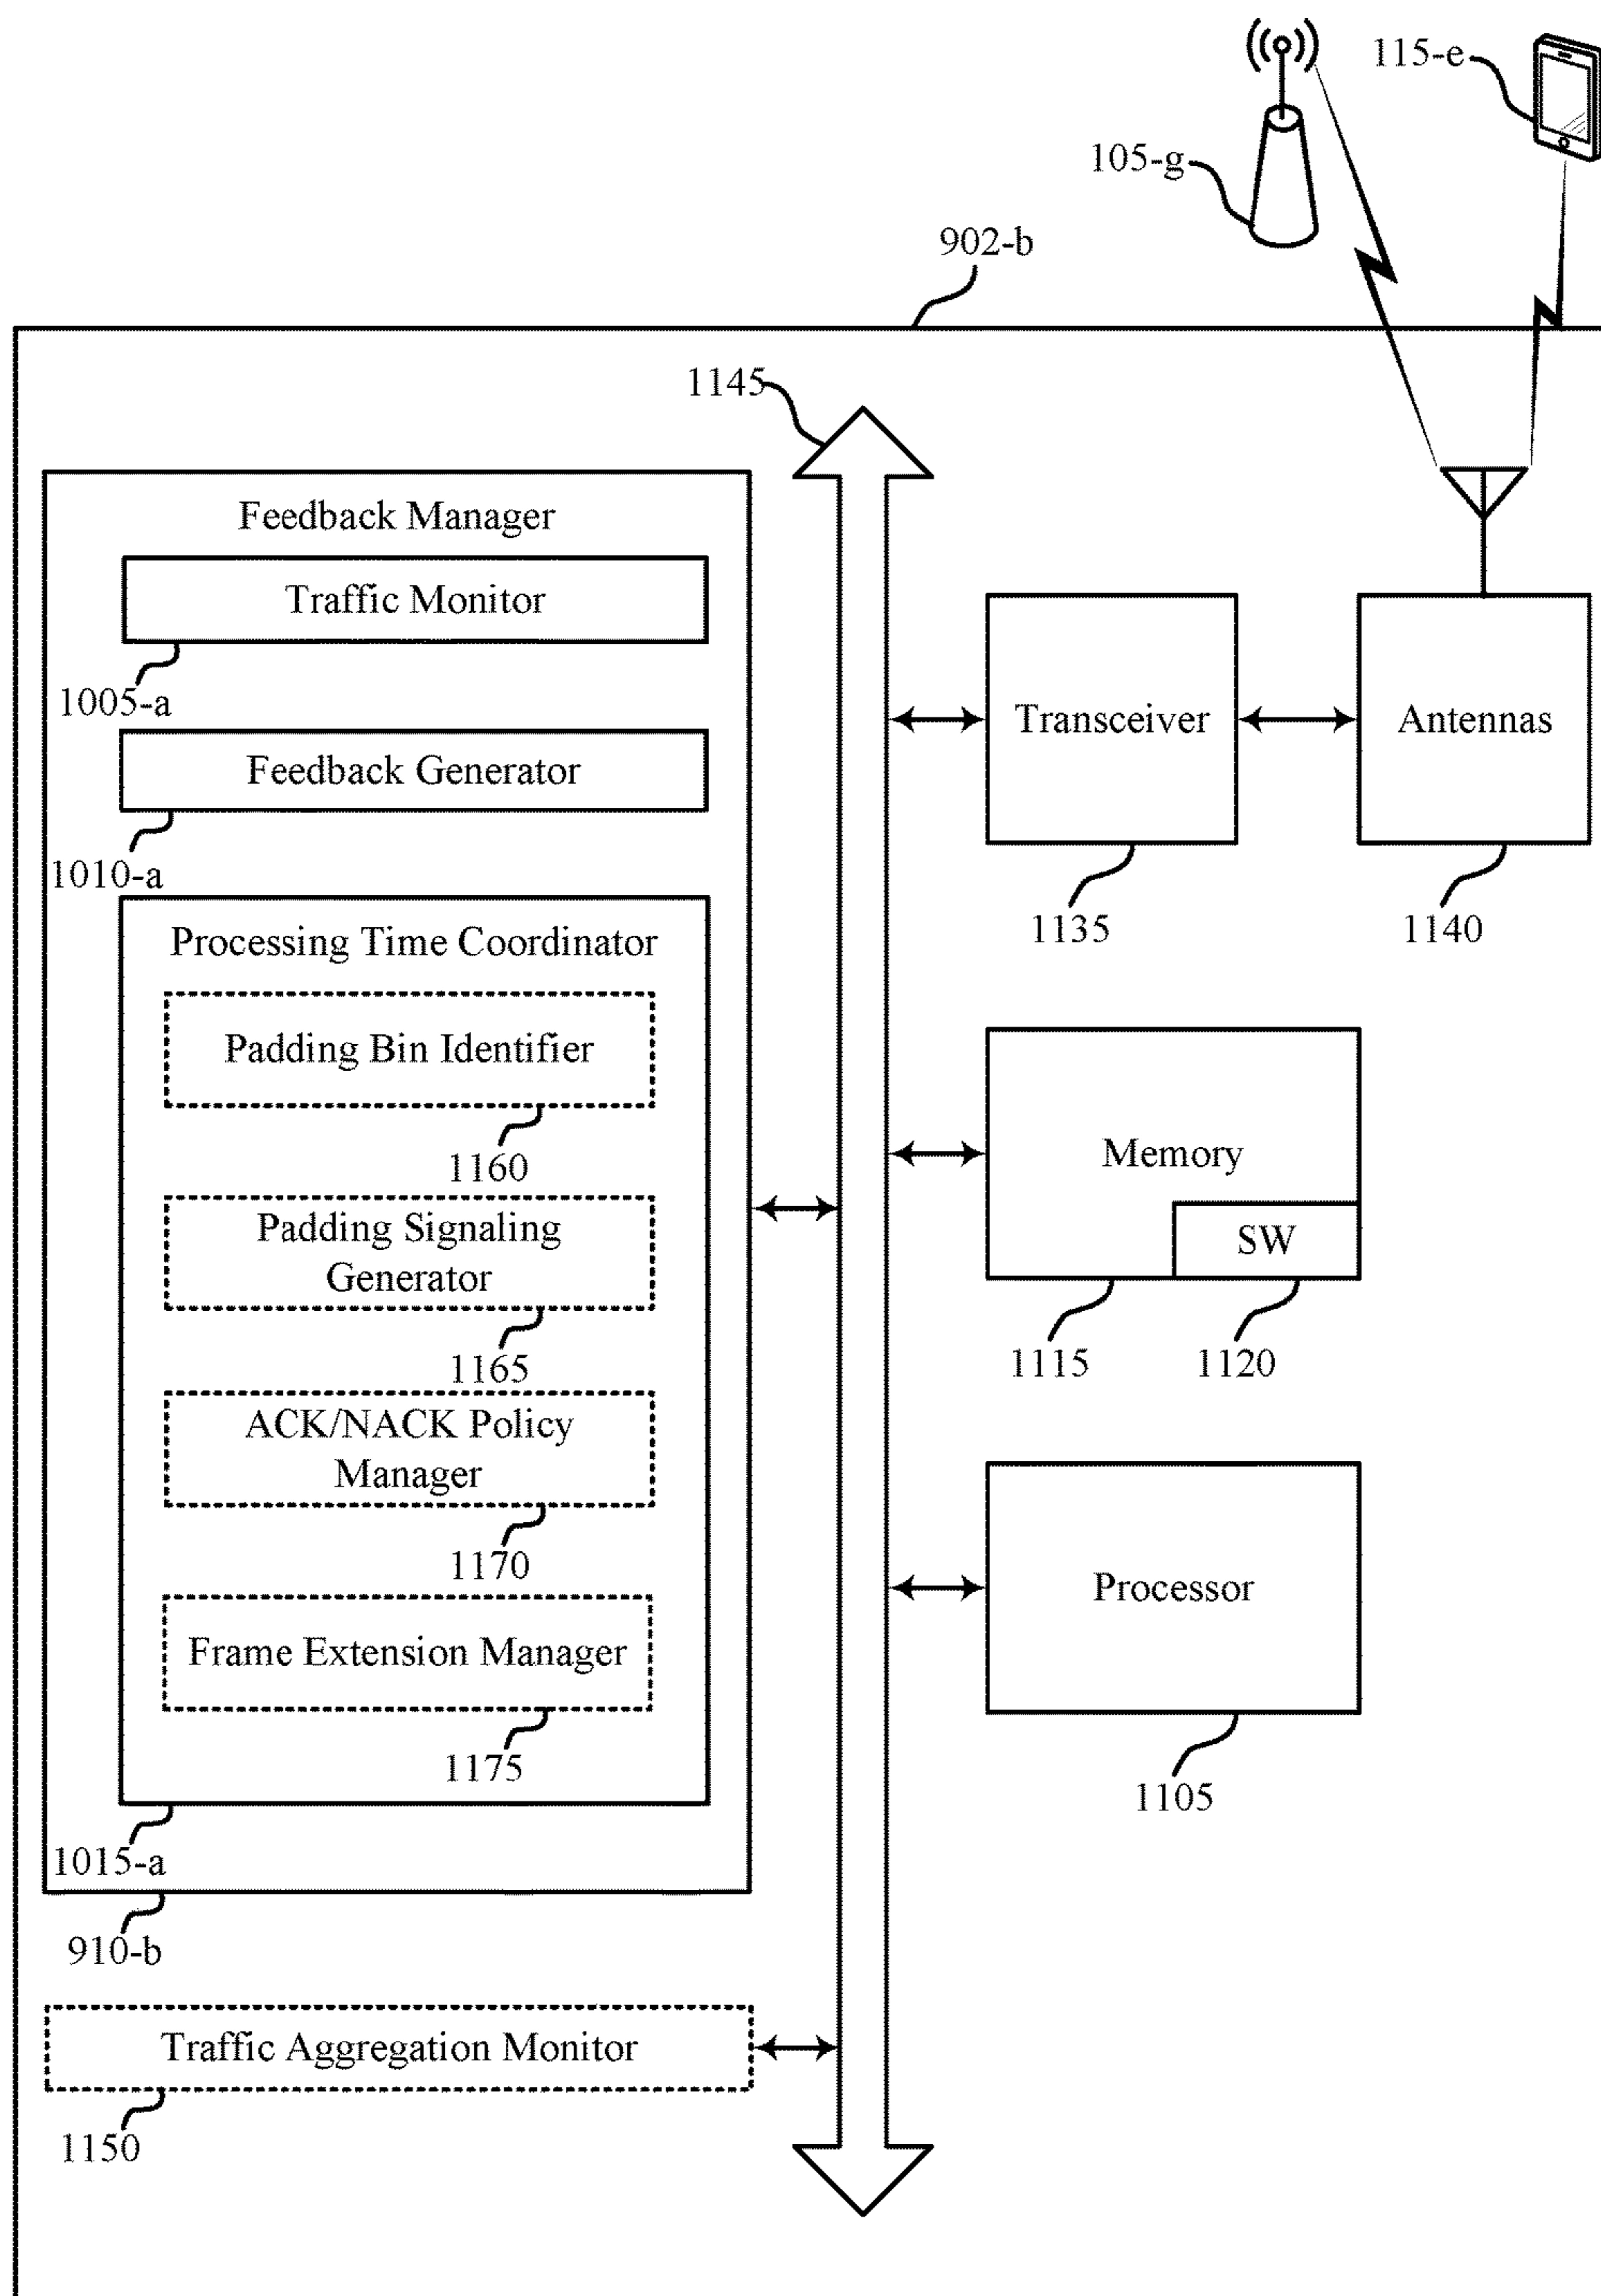 115-e
105-g
902-b
1145
Feedback Manager
Traffic Monitor
1005-a
Feedback Generator
1010-a
Processing Time Coordinator
Padding Bin Identifier
1160
Padding Signaling
Generator
1165
ACK/NACK Policy
Manager
1170
Frame Extension Manager
1175
1015-a
910-b
Traffic Aggregation Monitor
1150
Transceiver
1135
Antennas
1140
Memory
SW
1115
1120
Processor
1105